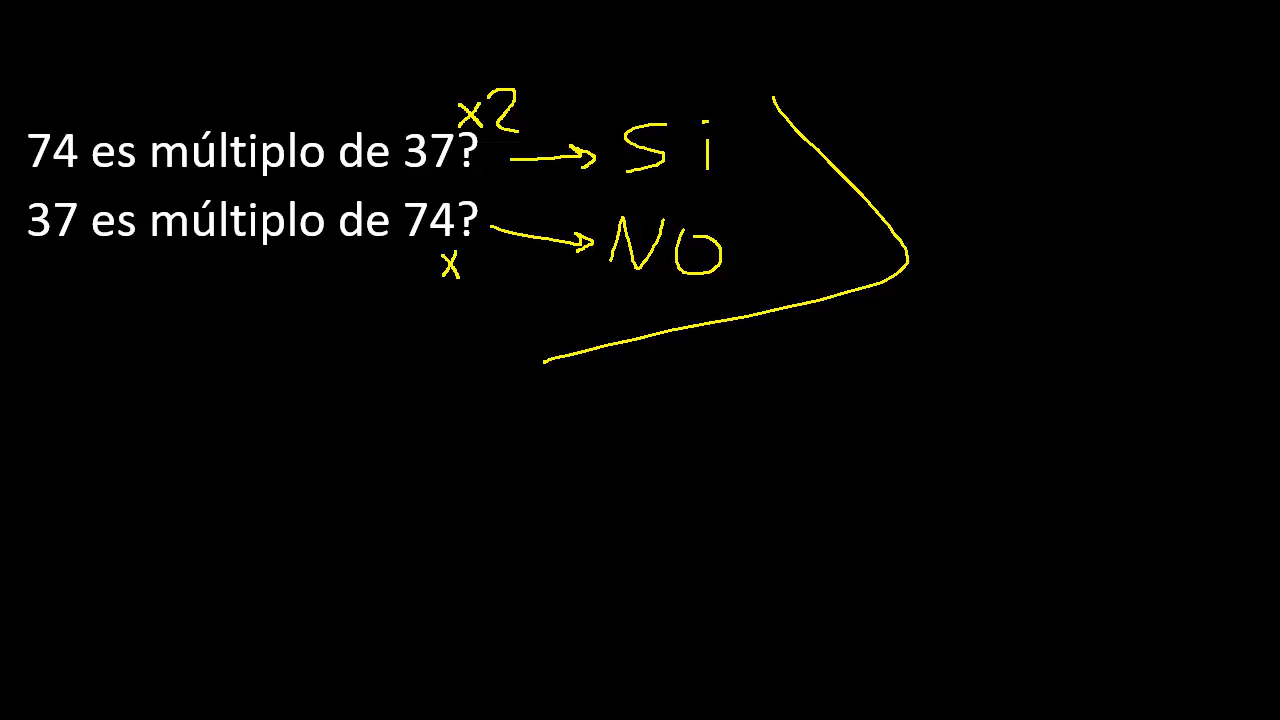 x2
74 es múltiplo de 37? → Si
37 es múltiplo de 74? → NO
x